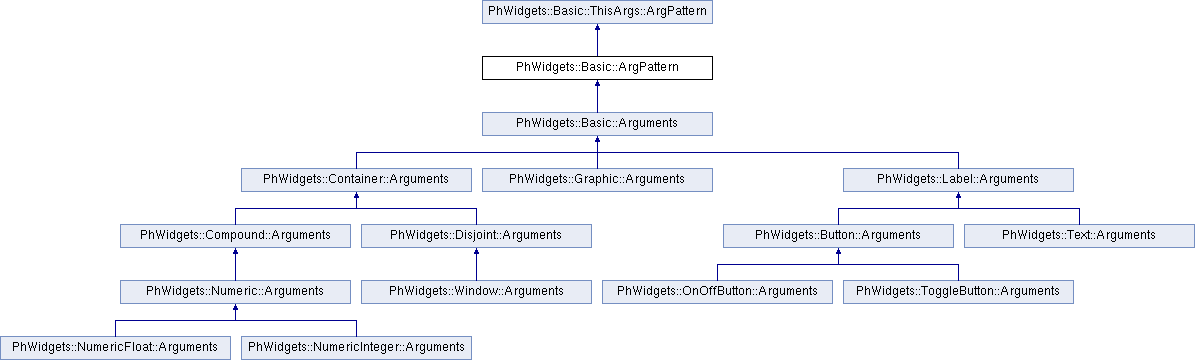 PhWidgets::Basic::ThisArgs::ArgPattern
PhWidgets::Basic::ArgPattern
PhWidgets::Basic::Arguments
PhWidgets::Container::Arguments
PhWidgets::Graphic::Arguments
PhWidgets::Label::Arguments
PhWidgets::Compound::Arguments
PhWidgets::Disjoint::Arguments
PhWidgets::Button::Arguments
PhWidgets::Text::Arguments
PhWidgets::Numeric::Arguments
PhWidgets::Window::Arguments
PhWidgets::OnOffButton::Arguments
PhWidgets::ToggleButton::Arguments
PhWidgets::NumericFloat::Arguments
PhWidgets::NumericInteger::Arguments